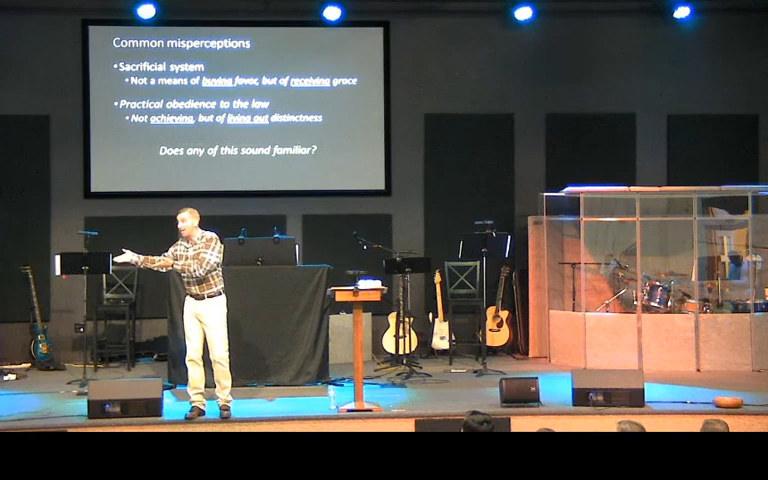 Common misperceptions
•Sacrificial system
•Not a means of buying favor, but of receiving grace
•Practical obedience to the law
•Not achieving, but of living out distinctness
Does any of this sound familiar?